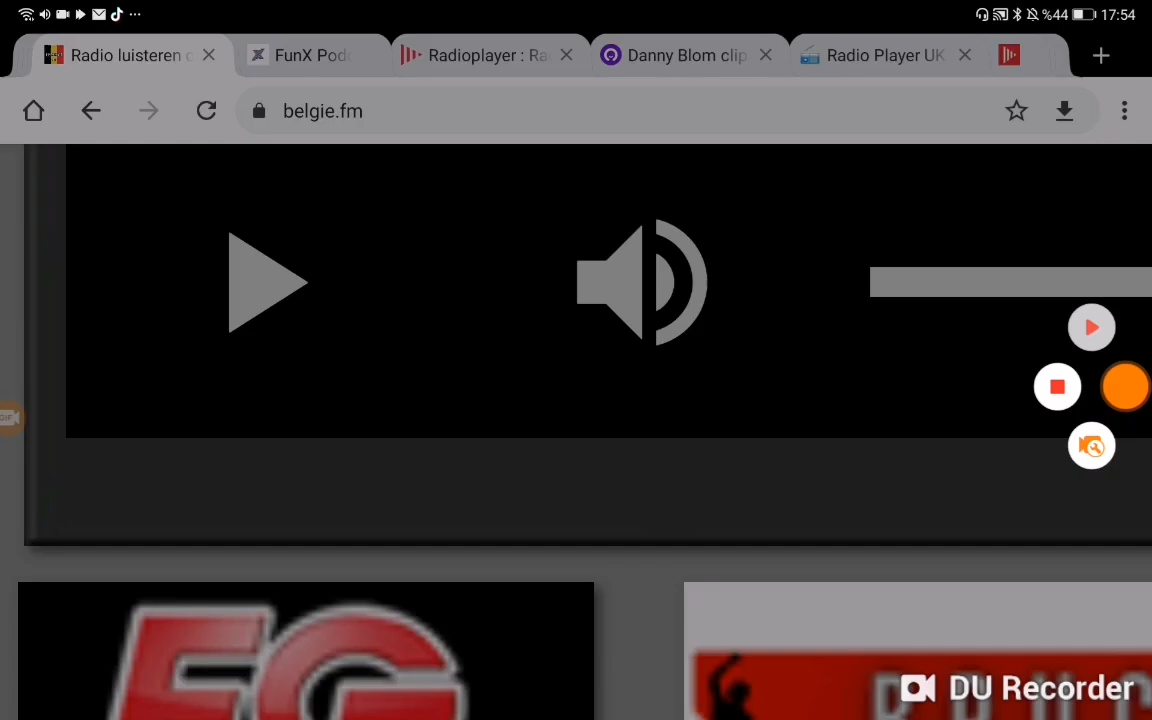 %44 17:54
Radio luisteren o
FunX Pod
Radioplayer : Ra
Danny Blom clip
Radio Player UK
belgie.fm
GIF
FG
DU Recorder